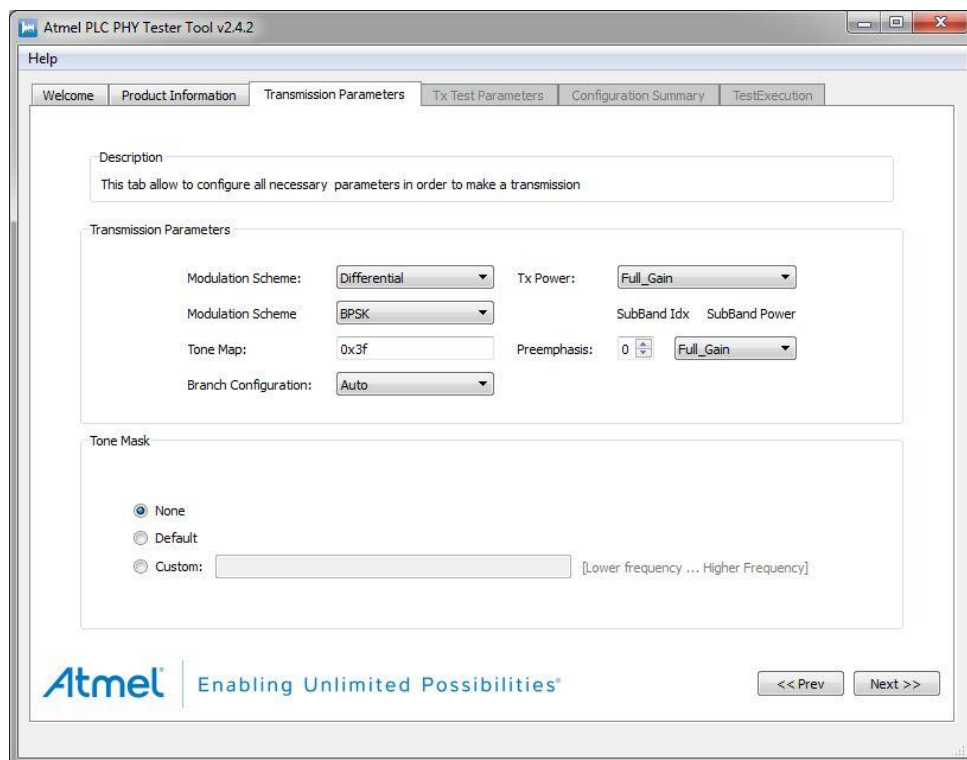 Atmel PLC PHY Tester Tool v2.4.2
Help
Welcome Product Information Transmission Parameters Tx Test Parameters Configuration Summary TestExecution
Description
This tab allow to configure all necessary parameters in order to make a transmission
Transmission Parameters
Modulation Scheme: Differential Tx Power: Full_Gain
Modulation Scheme BPSK SubBand Idx SubBand Power
Tone Map: 0x3f Preemphasis: 0 Full_Gain
Branch Configuration: Auto
Tone Mask
None
Default
Custom: [Lower frequency ... Higher Frequency]
Atmel® Enabling Unlimited Possibilities® << Prev Next >>